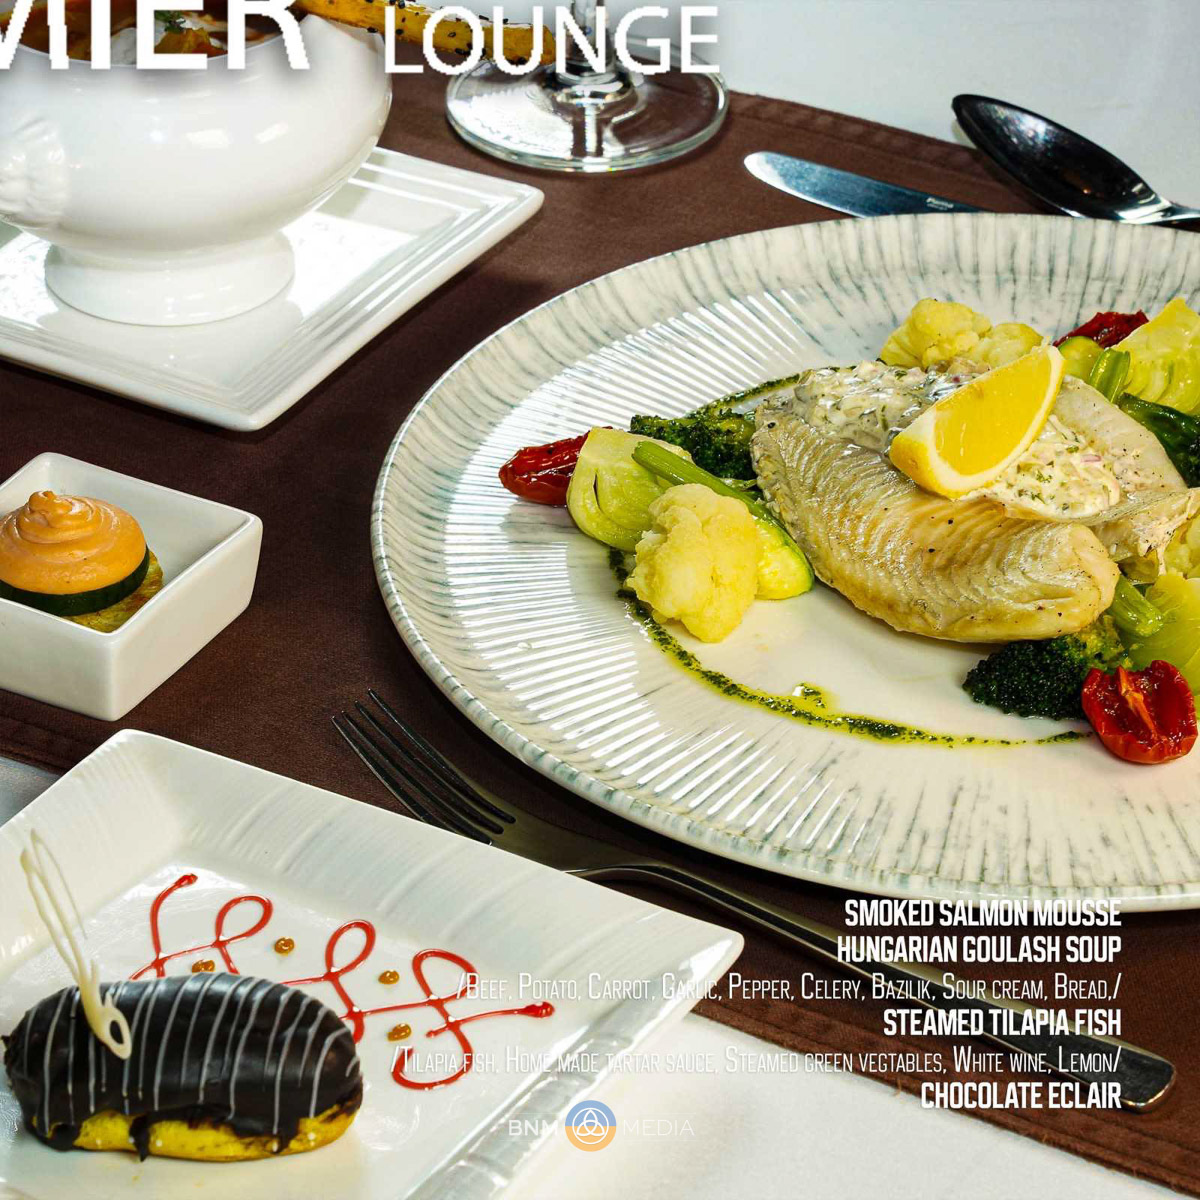 MIER
LOUNGE
SMOKED SALMON MOUSSE
HUNGARIAN GOULASH SOUP
/BEEF, POTATO, CARROT, GARLIC, PEPPER, CELERY, BAZILIK, SOUR CREAM, BREAD,/
STEAMED TILAPIA FISH
/TILAPIA FISH, HOME MADE TARTAR SAUCE, STEAMED GREEN VEGTABLES, WHITE WINE, LEMON/
CHOCOLATE ECLAIR
BNM MEDIA